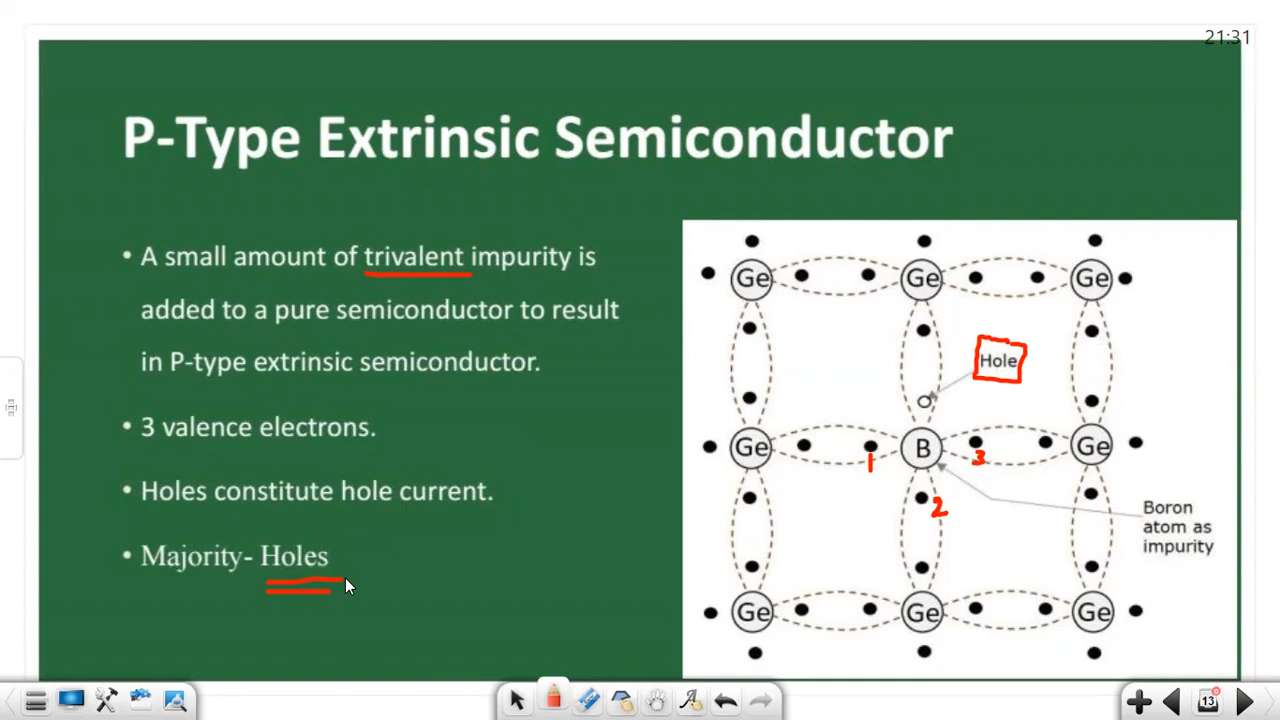 21:31
P-Type Extrinsic Semiconductor
• A small amount of trivalent impurity is
added to a pure semiconductor to result
in P-type extrinsic semiconductor.
• 3 valence electrons.
• Holes constitute hole current.
• Majority- Holes
Ge Ge Ge
Hole
Ge B Ge
1 3
2
Boron
atom as
impurity
Ge Ge Ge
13